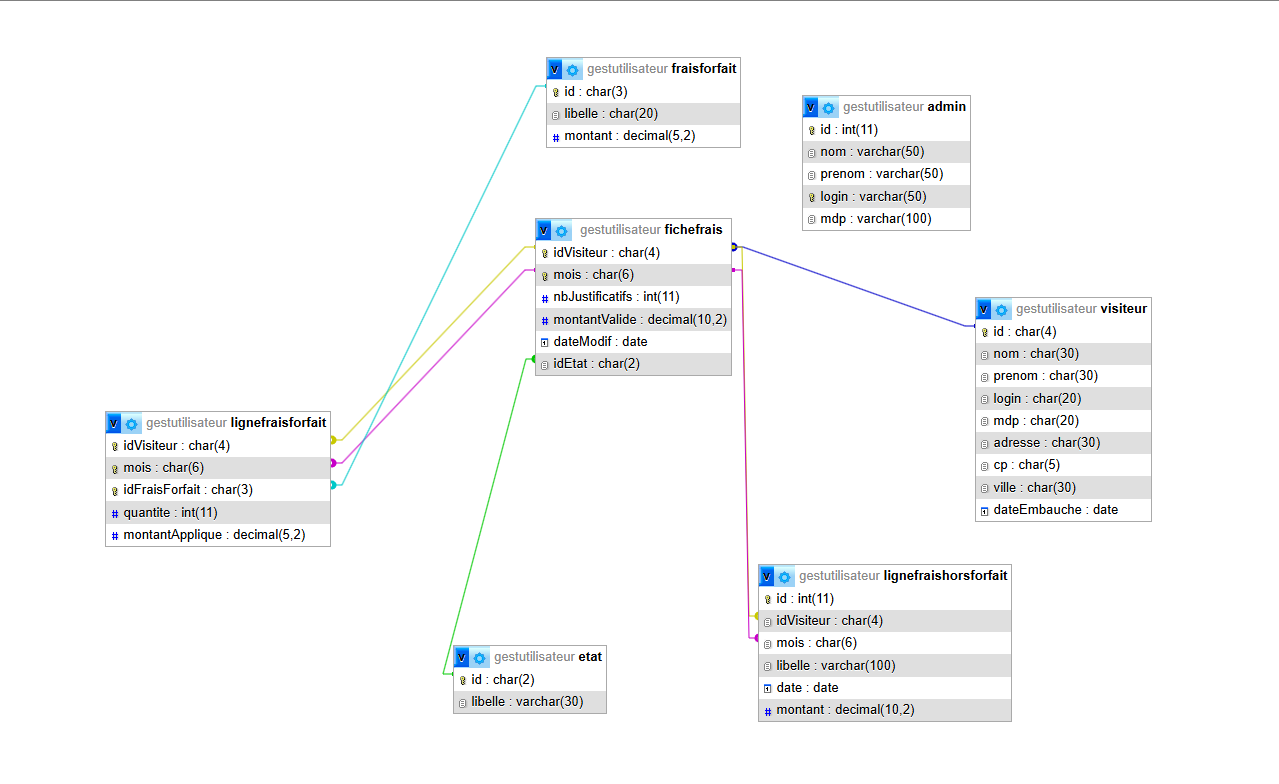 gestutilisateur fraisforfait
id : char(3)
libelle : char(20)
montant : decimal(5,2)
gestutilisateur admin
id : int(11)
nom : varchar(50)
prenom : varchar(50)
login : varchar(50)
mdp : varchar(100)
gestutilisateur fichefrais
idVisiteur : char(4)
mois : char(6)
nbJustificatifs : int(11)
montantValide : decimal(10,2)
dateModif : date
idEtat : char(2)
gestutilisateur visiteur
id : char(4)
nom : char(30)
prenom : char(30)
login : char(20)
mdp : char(20)
adresse : char(30)
cp : char(5)
ville : char(30)
dateEmbauche : date
gestutilisateur lignefraisforfait
idVisiteur : char(4)
mois : char(6)
idFraisForfait : char(3)
quantite : int(11)
montantApplique : decimal(5,2)
gestutilisateur lignefraishorsforfait
id : int(11)
idVisiteur : char(4)
mois : char(6)
libelle : varchar(100)
date : date
montant : decimal(10,2)
gestutilisateur etat
id : char(2)
libelle : varchar(30)